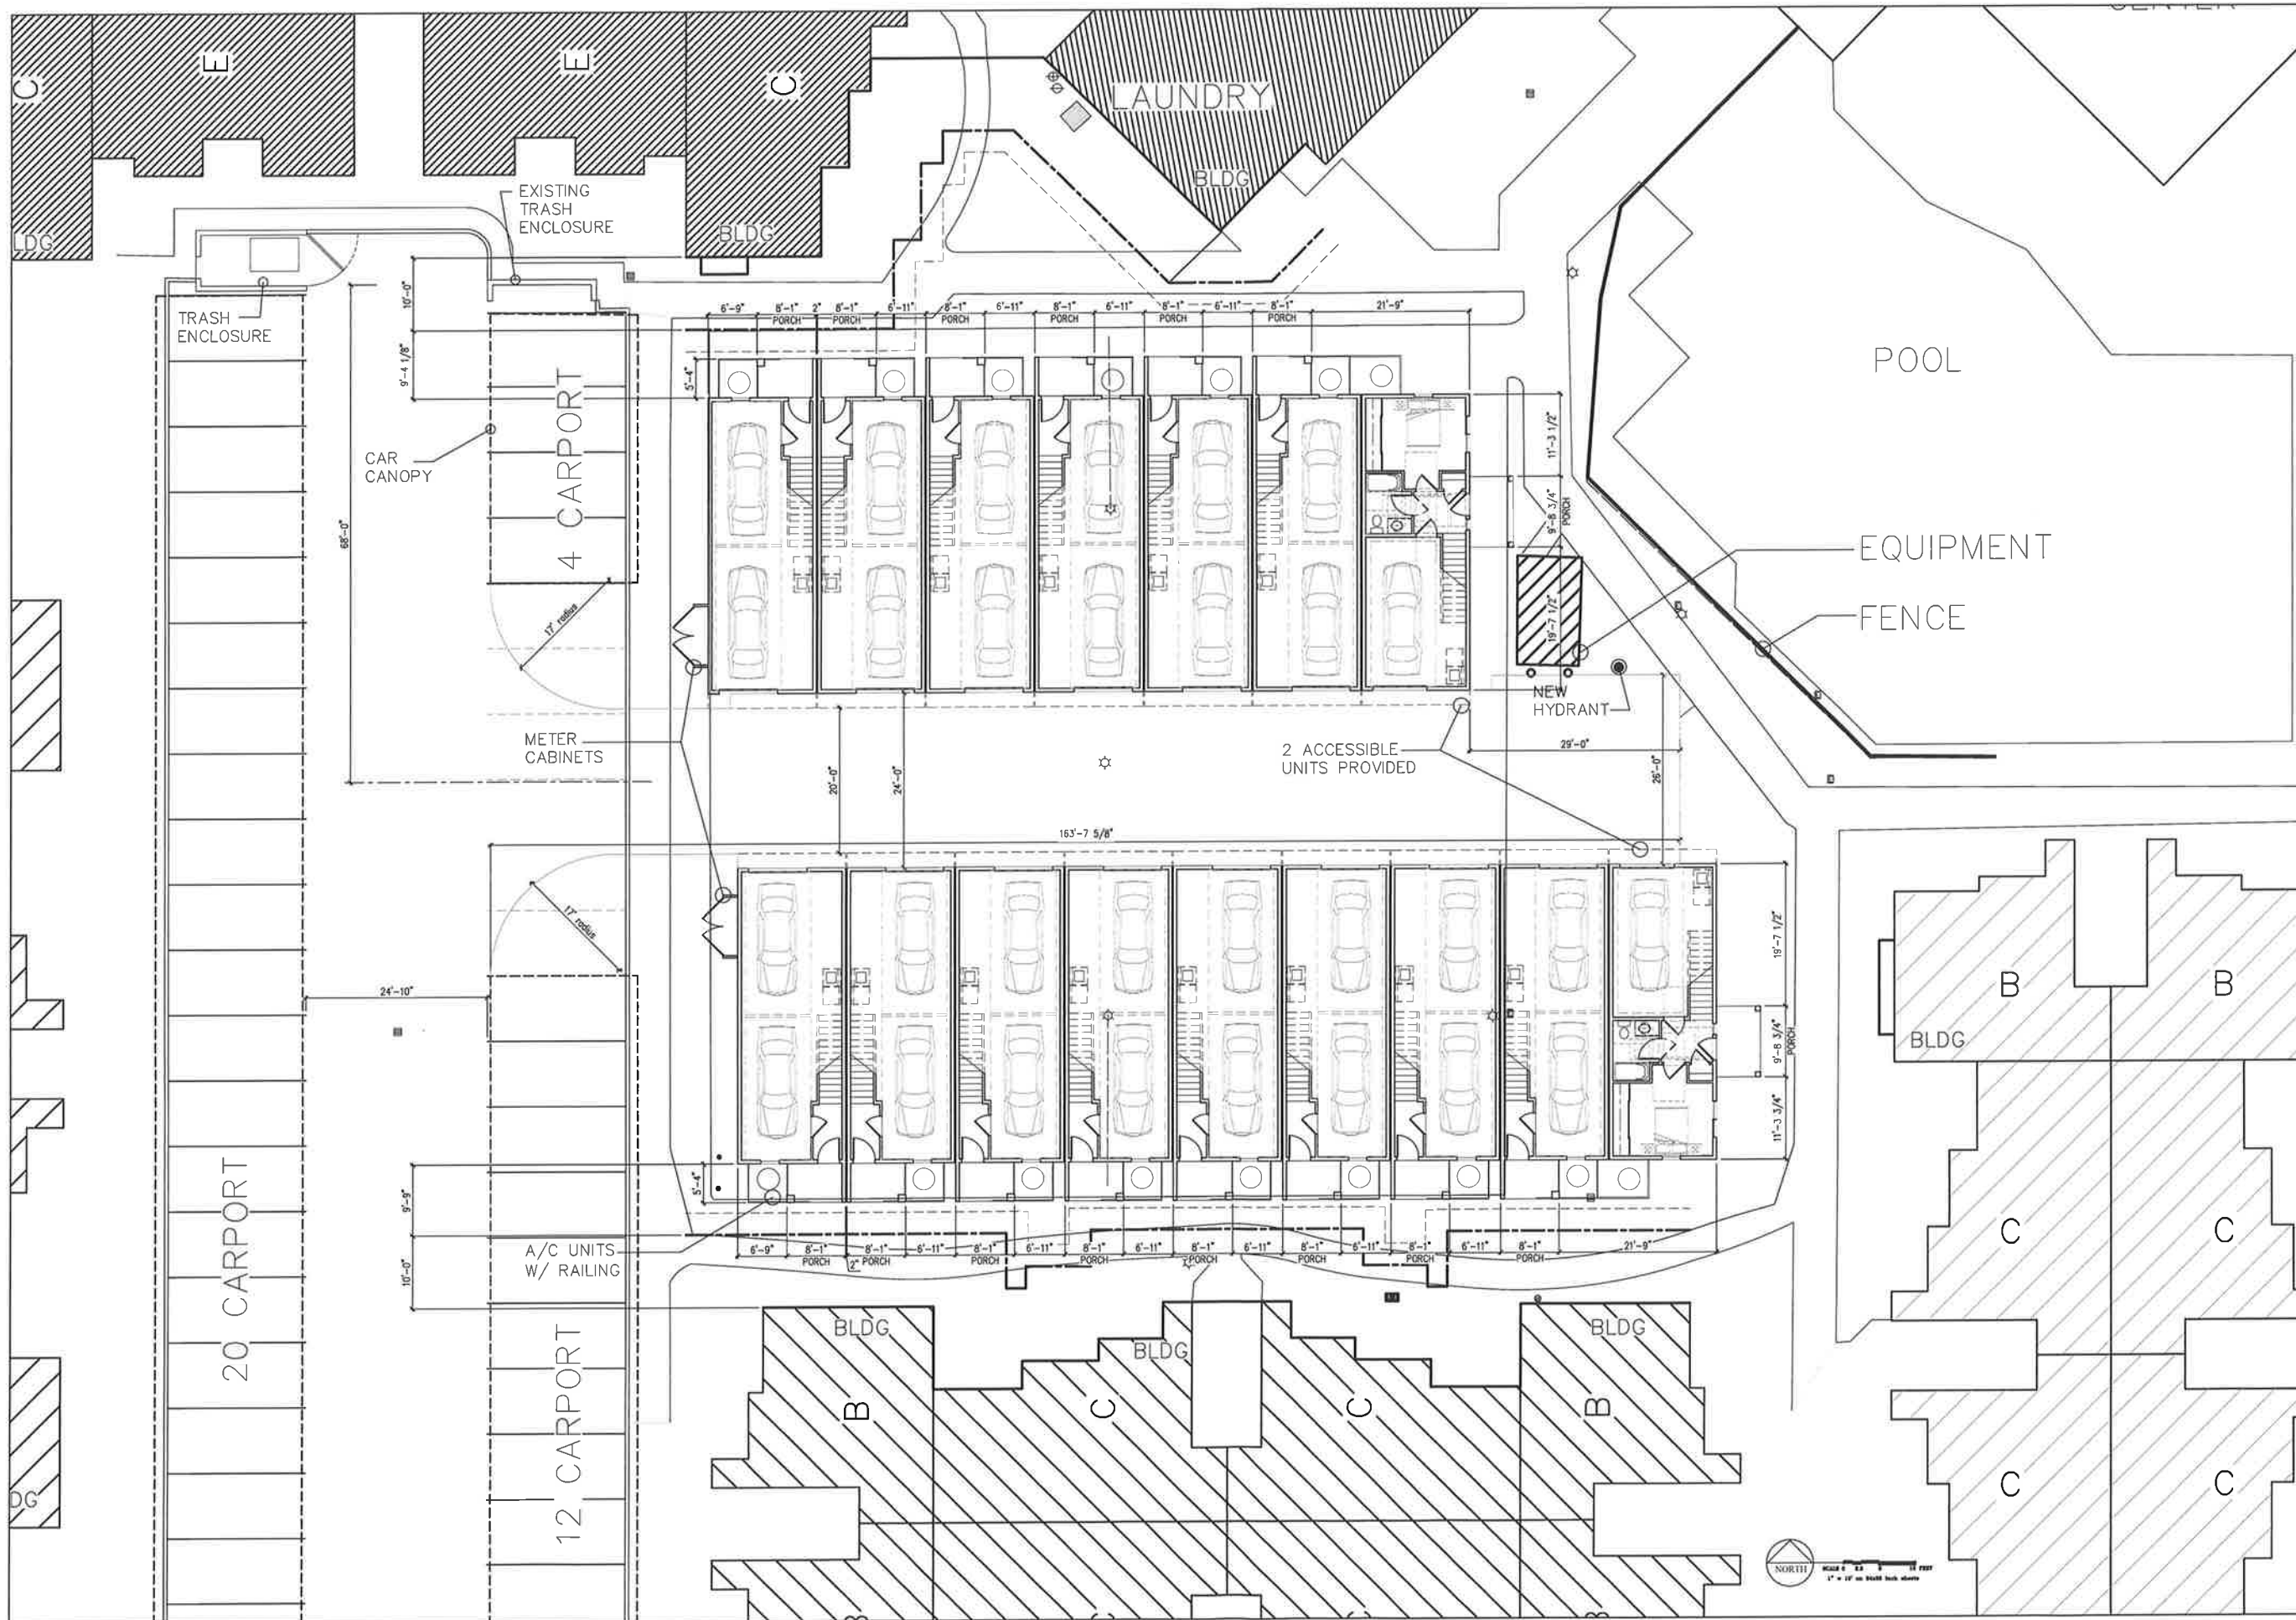 CENTER
C
E
E
C
LAUNDRY
BLDG
EXISTING
TRASH
ENCLOSURE
LDG
BLDG
TRASH
ENCLOSURE
10'-0"
9'-4 1/8"
6'-9"
8'-1"
PORCH
2"
8'-1"
PORCH
6'-11"
8'-1"
PORCH
6'-11"
8'-1"
PORCH
6'-11"
8'-1"
PORCH
6'-11"
8'-1"
PORCH
21'-9"
5'-4"
POOL
CAR
CANOPY
4 CARPORT
68'-0"
17' radius
11'-3 1/2"
9'-8 3/4"
PORCH
19'-7 1/2"
EQUIPMENT
FENCE
NEW
HYDRANT
METER
CABINETS
2 ACCESSIBLE
UNITS PROVIDED
29'-0"
20'-0"
24'-0"
26'-0"
163'-7 5/8"
17' radius
24'-10"
19'-7 1/2"
9'-8 3/4"
PORCH
11'-3 3/4"
B
B
BLDG
20 CARPORT
9'-9"
5'-4"
10'-0"
A/C UNITS
W/ RAILING
6'-9"
8'-1"
PORCH
2"
8'-1"
PORCH
6'-11"
8'-1"
PORCH
6'-11"
8'-1"
PORCH
6'-11"
8'-1"
PORCH
6'-11"
8'-1"
PORCH
6'-11"
8'-1"
PORCH
6'-11"
8'-1"
PORCH
21'-9"
C
C
12 CARPORT
BLDG
BLDG
BLDG
B
C
C
B
DG
C
C
NORTH
SCALE
FEET
B
C
C
B